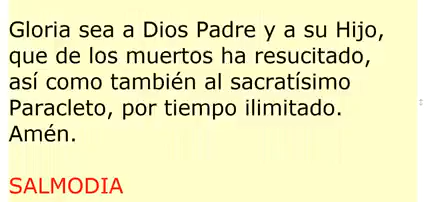 Gloria sea a Dios Padre y a su Hijo,
que de los muertos ha resucitado,
así como también al sacratísimo
Paracleto, por tiempo ilimitado.
Amén.
SALMODIA